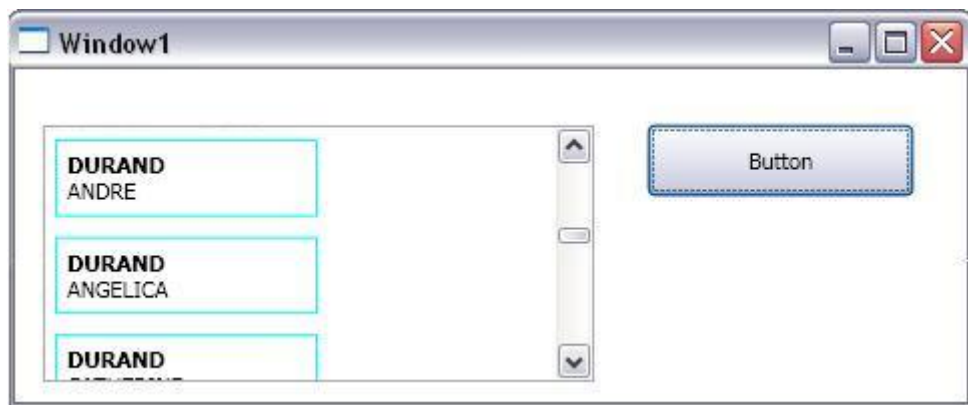 Window1
DURAND
ANDRE
Button
DURAND
ANGELICA
DURAND